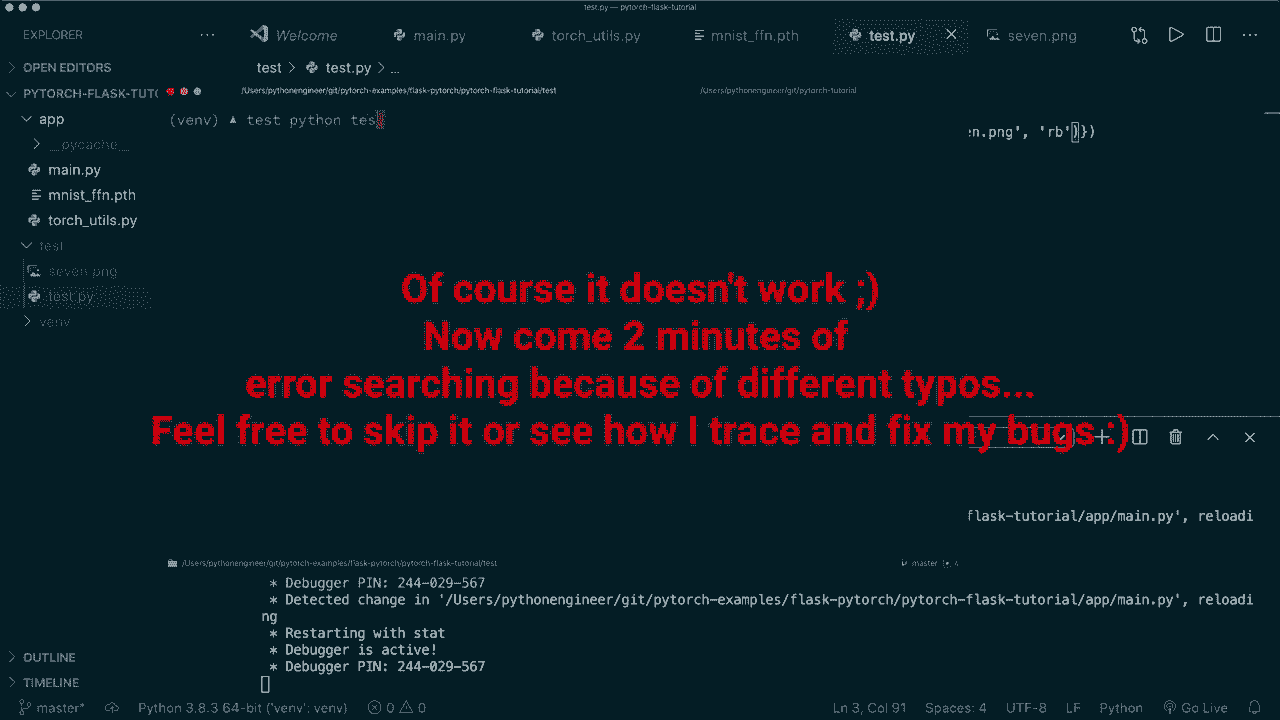 test.py — pytorch-flask-tutorial
EXPLORER ··· Welcome main.py torch_utils.py mnist_ffn.pth test.py seven.png ···
OPEN EDITORS
test > test.py > ...
PYTORCH-FLASK-TUTO
/Users/pythonengineer/git/pytorch-examples/flask-pytorch/pytorch-flask-tutorial/test /Users/pythonengineer/git/pytorch-tutorial
app
(venv) ▲ test python tes
en.png', 'rb')})
__pycache__
main.py
mnist_ffn.pth
torch_utils.py
test
seven.png
test.py
venv
Of course it doesn't work ;)
Now come 2 minutes of
error searching because of different typos...
Feel free to skip it or see how I trace and fix my bugs :)
flask-tutorial/app/main.py', reloadi
/Users/pythonengineer/git/pytorch-examples/flask-pytorch/pytorch-flask-tutorial/test master 4
* Debugger PIN: 244-029-567
* Detected change in '/Users/pythonengineer/git/pytorch-examples/flask-pytorch/pytorch-flask-tutorial/app/main.py', reloadi
ng
* Restarting with stat
* Debugger is active!
* Debugger PIN: 244-029-567
OUTLINE
TIMELINE
master* Python 3.8.3 64-bit ('venv': venv) 0 0 Ln 3, Col 91 Spaces: 4 UTF-8 LF Python Go Live